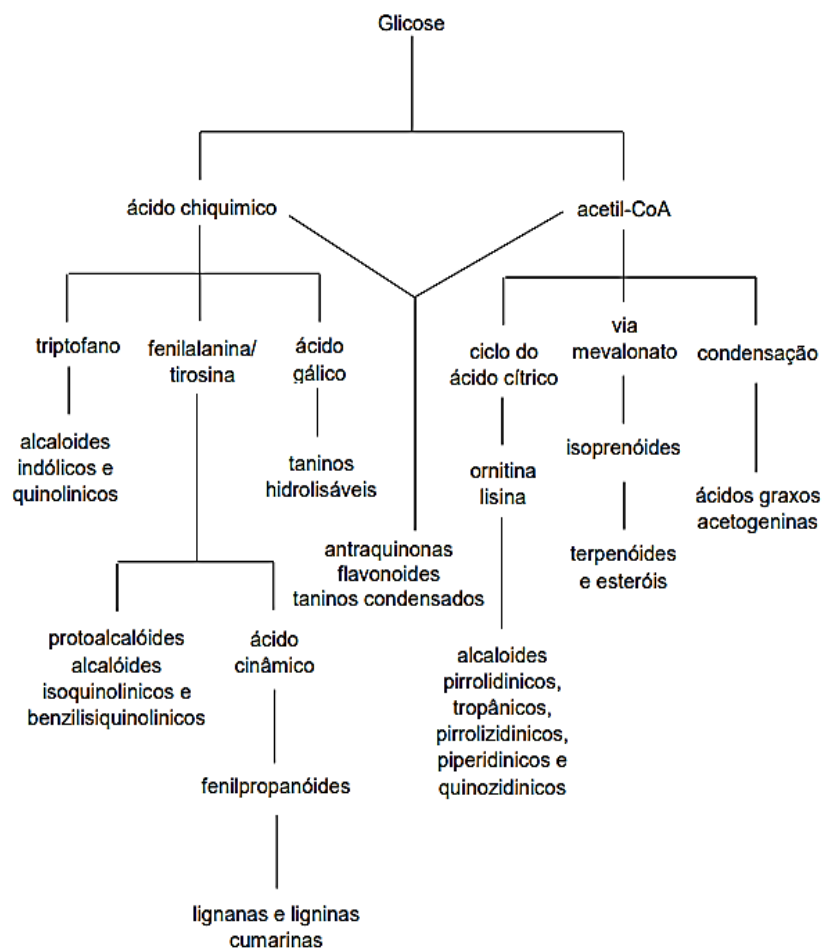 Glicose
ácido chiquimico
acetil-CoA
triptofano
fenilalanina/
tirosina
ácido
gálico
ciclo do
ácido cítrico
via
mevalonato
condensação
alcaloides
indólicos e
quinolinicos
taninos
hidrolisáveis
ornitina
lisina
isoprenóides
ácidos graxos
acetogeninas
antraquinonas
flavonoides
taninos condensados
terpenóides
e esteróis
protoalcalóides
alcalóides
isoquinolinicos e
benzilisiquinolinicos
ácido
cinâmico
alcaloides
pirrolidinicos,
tropânicos,
pirrolizidinicos,
piperidinicos e
quinozidinicos
fenilpropanóides
lignanas e ligninas
cumarinas